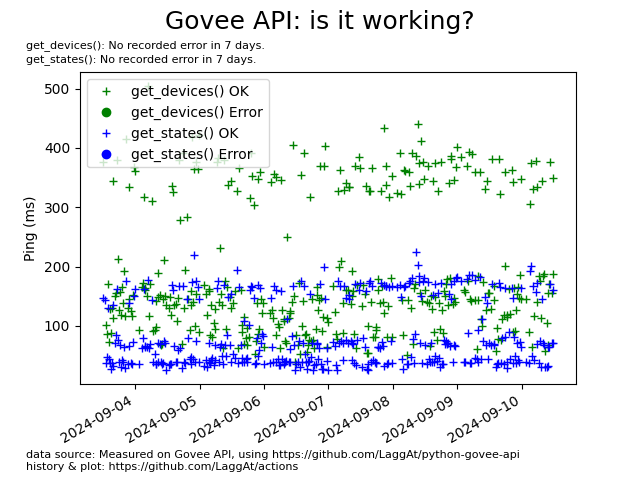 Govee API: is it working?
get_devices(): No recorded error in 7 days.
get_states(): No recorded error in 7 days.
get_devices() OK
get_devices() Error
get_states() OK
get_states() Error
Ping (ms)
500
400
300
200
100
2024-09-04
2024-09-05
2024-09-06
2024-09-07
2024-09-08
2024-09-09
2024-09-10
data source: Measured on Govee API, using https://github.com/LaggAt/python-govee-api
history & plot: https://github.com/LaggAt/actions